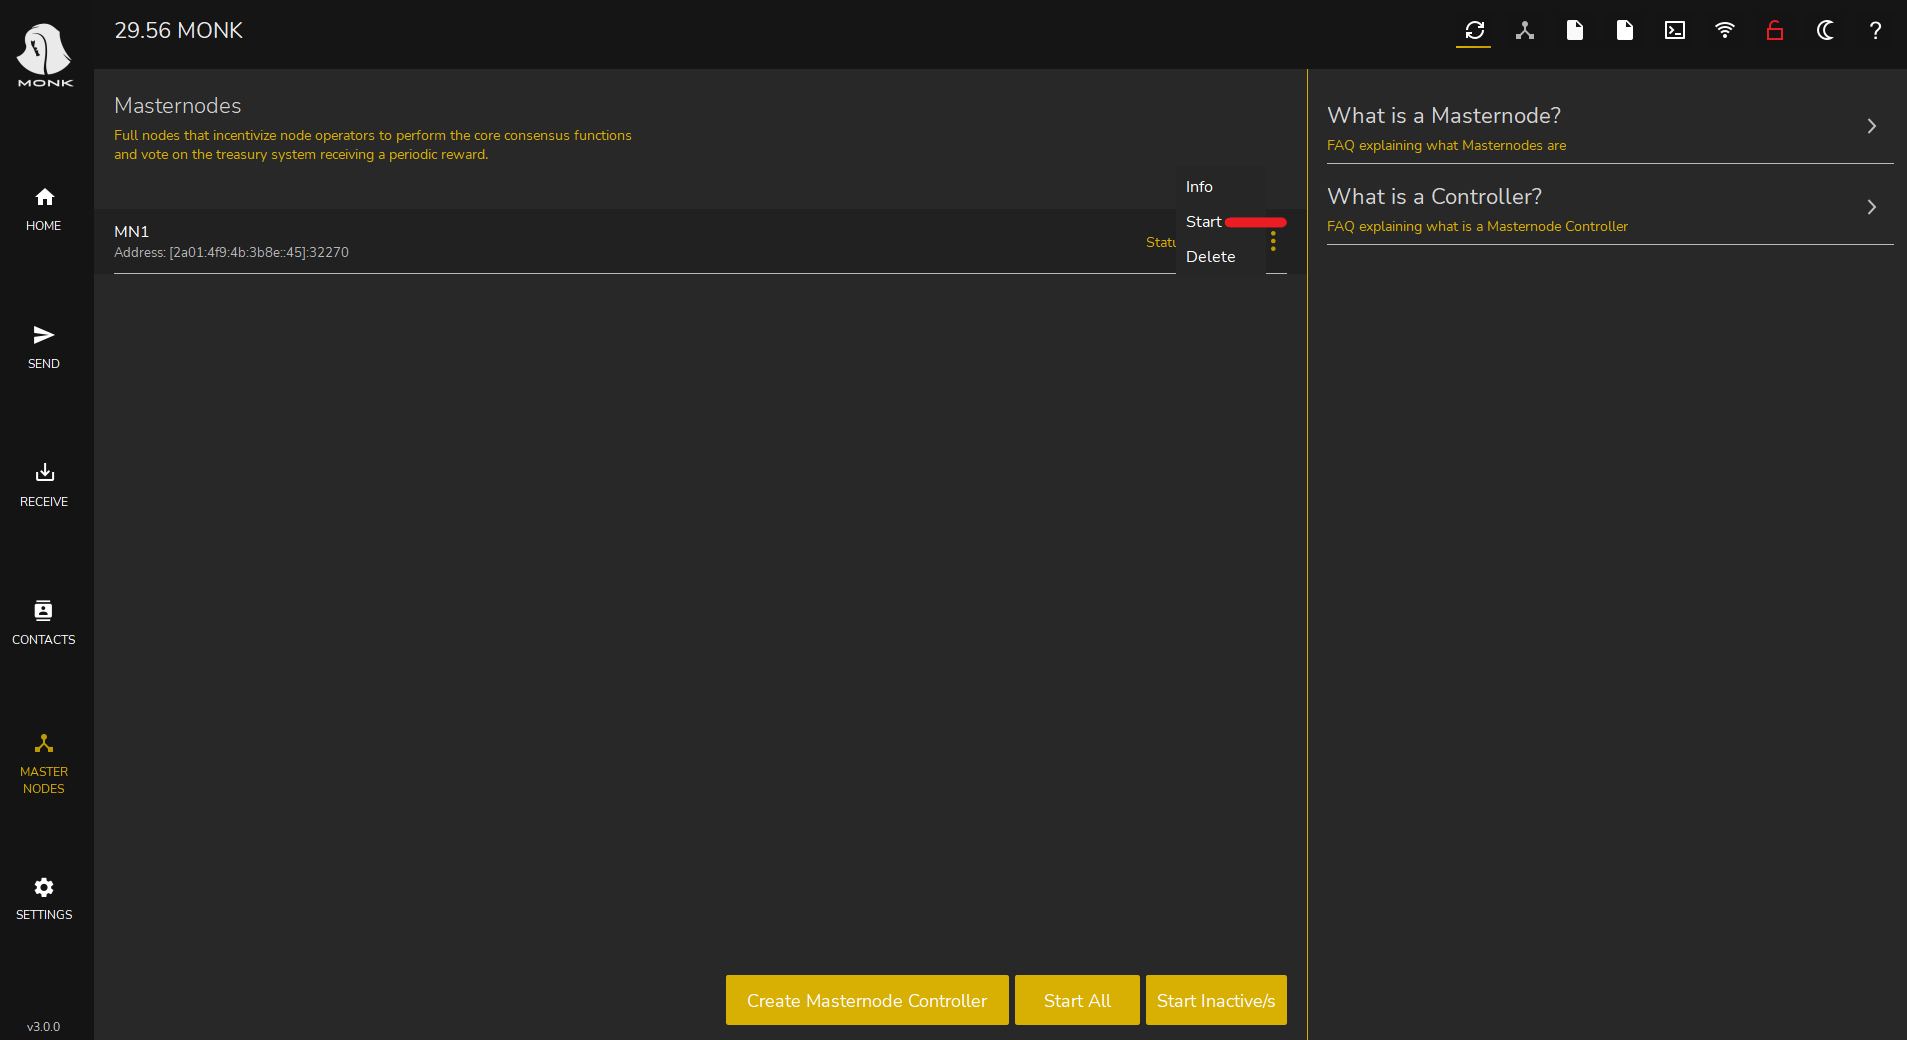 MONK
29.56 MONK
HOME
SEND
RECEIVE
CONTACTS
MASTER
NODES
SETTINGS
v3.0.0
Masternodes
Full nodes that incentivize node operators to perform the core consensus functions
and vote on the treasury system receiving a periodic reward.
MN1
Address: [2a01:4f9:4b:3b8e::45]:32270
Statu
Info
Start
Delete
Create Masternode Controller
Start All
Start Inactive/s
What is a Masternode?
FAQ explaining what Masternodes are
What is a Controller?
FAQ explaining what is a Masternode Controller